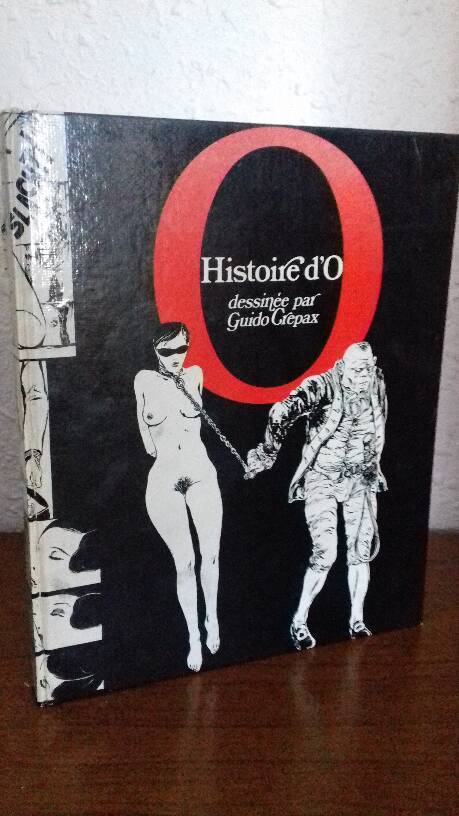 O
Histoire d'O
dessinée par
Guido Crepax